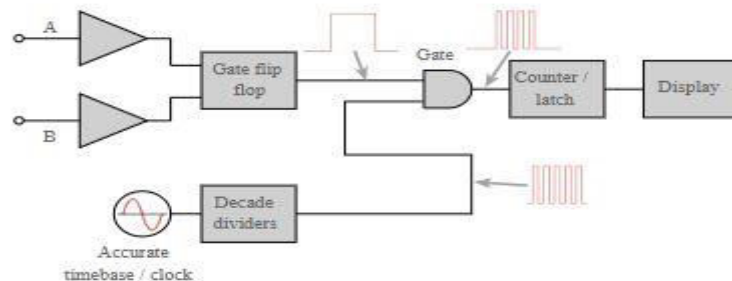 A
Gate flip
flop
Gate
Counter /
latch
Display
B
Decade
dividers
Accurate
timebase / clock